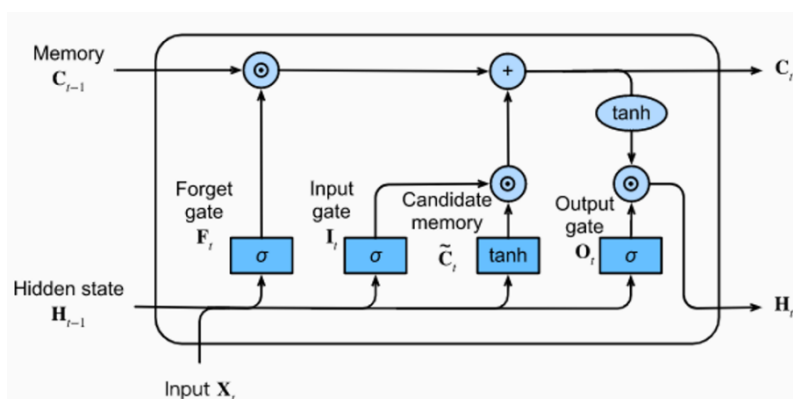 Memory
C_{t-1}
⊙
+
C_t
tanh
Forget
gate
F_t
σ
Input
gate
I_t
σ
⊙
Candidate
memory
C̃_t
tanh
⊙
Output
gate
O_t
σ
Hidden state
H_{t-1}
H_t
Input X_t